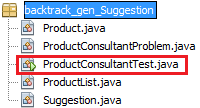 backtrack_gen_Suggestion
Product.java
ProductConsultantProblem.java
ProductConsultantTest.java
ProductList.java
Suggestion.java